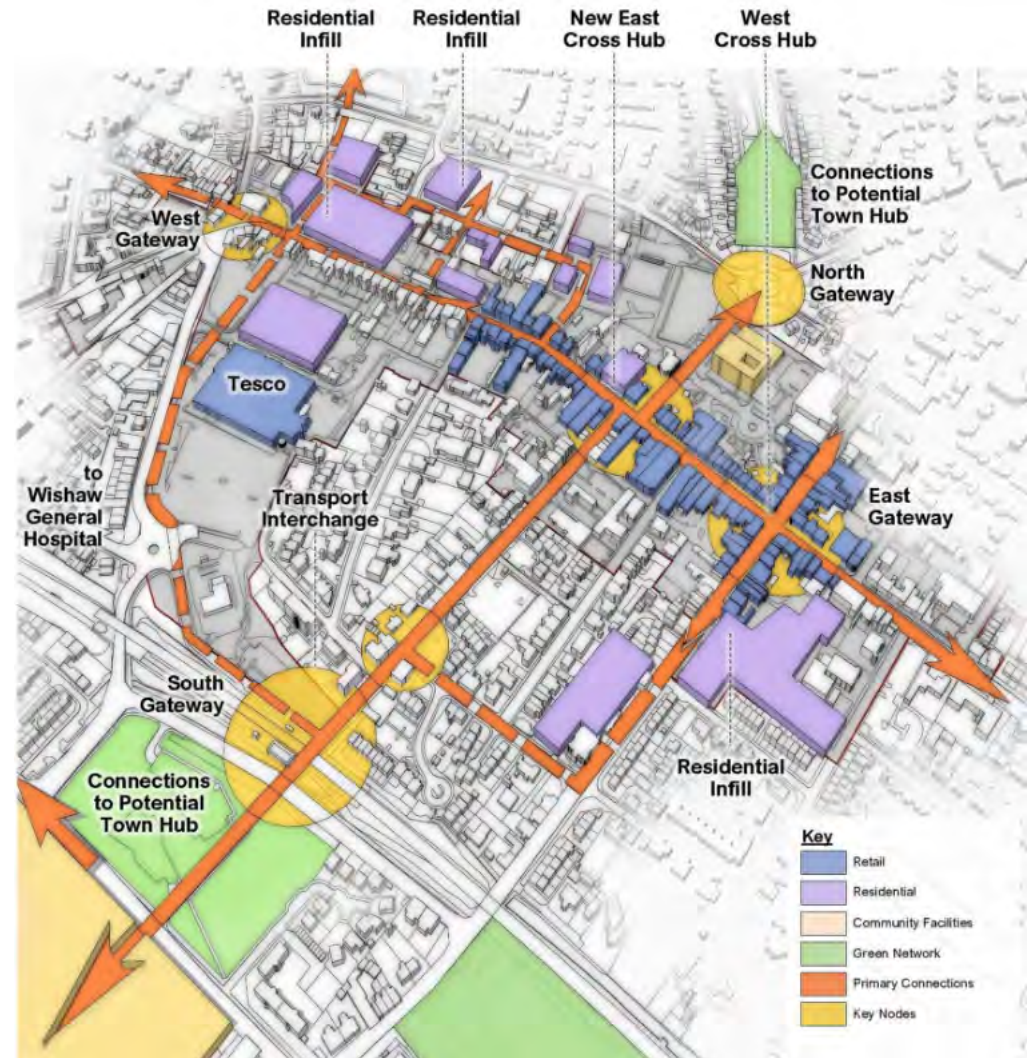 Residential
Infill
Residential
Infill
New East
Cross Hub
West
Cross Hub
Connections
to Potential
Town Hub
West
Gateway
North
Gateway
Tesco
to
Wishaw
General
Hospital
Transport
Interchange
East
Gateway
South
Gateway
Connections
to Potential
Town Hub
Residential
Infill
Key
Retail
Residential
Community Facilities
Green Network
Primary Connections
Key Nodes